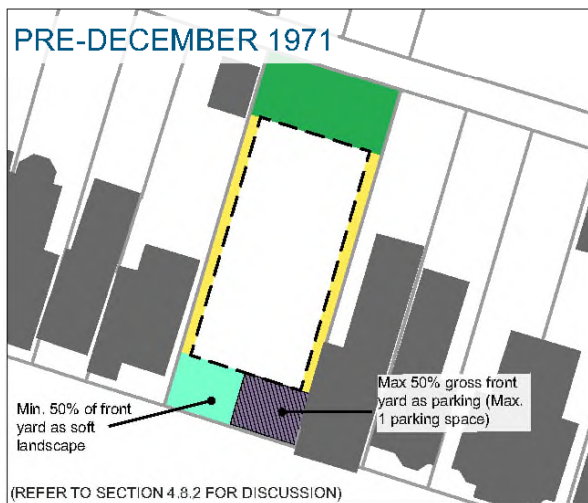 PRE-DECEMBER 1971
Min. 50% of front
yard as soft
landscape
Max 50% gross front
yard as parking (Max.
1 parking space)
(REFER TO SECTION 4.8.2 FOR DISCUSSION)